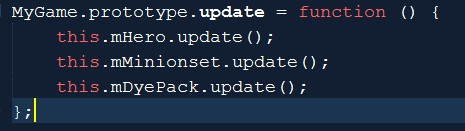 MyGame.prototype.update = function () {
    this.mHero.update();
    this.mMinionset.update();
    this.mDyePack.update();
};